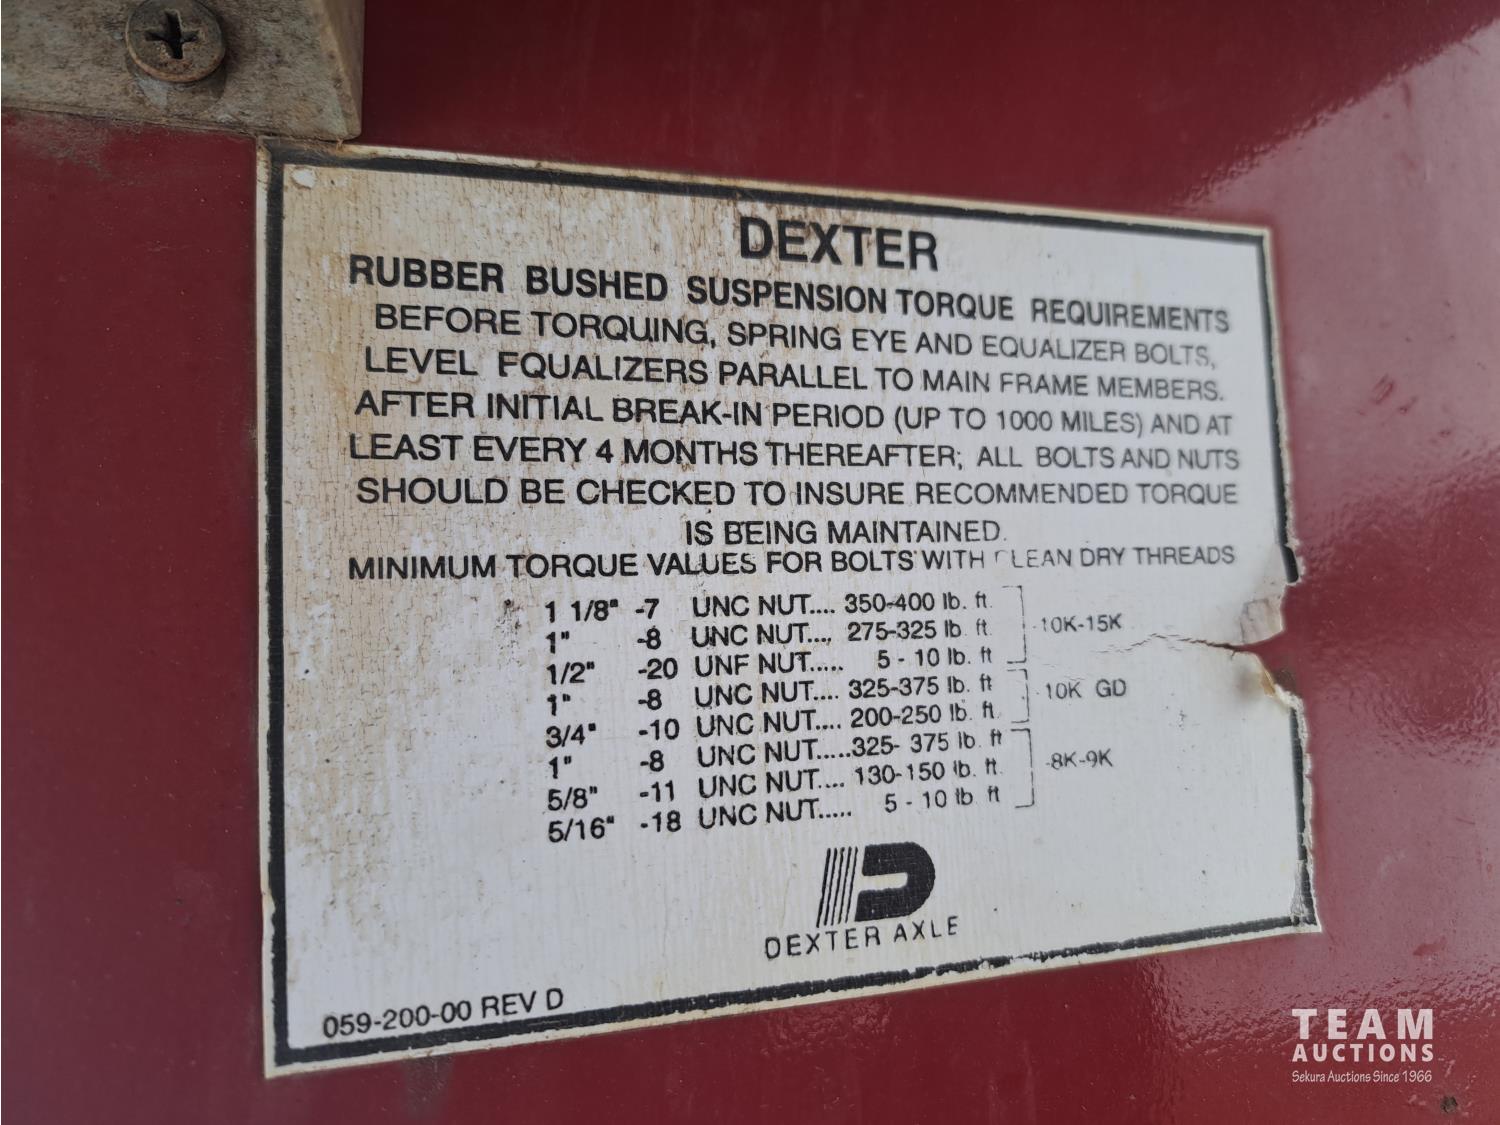 DEXTER
RUBBER BUSHED SUSPENSION TORQUE REQUIREMENTS
BEFORE TORQUING, SPRING EYE AND EQUALIZER BOLTS,
LEVEL EQUALIZERS PARALLEL TO MAIN FRAME MEMBERS.
AFTER INITIAL BREAK-IN PERIOD (UP TO 1000 MILES) AND AT
LEAST EVERY 4 MONTHS THEREAFTER; ALL BOLTS AND NUTS
SHOULD BE CHECKED TO INSURE RECOMMENDED TORQUE
IS BEING MAINTAINED.
MINIMUM TORQUE VALUES FOR BOLTS WITH CLEAN DRY THREADS
1 1/8" -7 UNC NUT.... 350-400 lb. ft.
1" -8 UNC NUT.... 275-325 lb. ft. 10K-15K
1/2" -20 UNF NUT..... 5 - 10 lb. ft
1" -8 UNC NUT.... 325-375 lb. ft
3/4" -10 UNC NUT.... 200-250 lb. ft. 10K GD
1" -8 UNC NUT.....325- 375 lb. ft
5/8" -11 UNC NUT.... 130-150 lb. ft. 8K-9K
5/16" -18 UNC NUT..... 5 - 10 lb. ft
DEXTER AXLE
059-200-00 REV D
TEAM
AUCTIONS
Sekura Auctions Since 1966